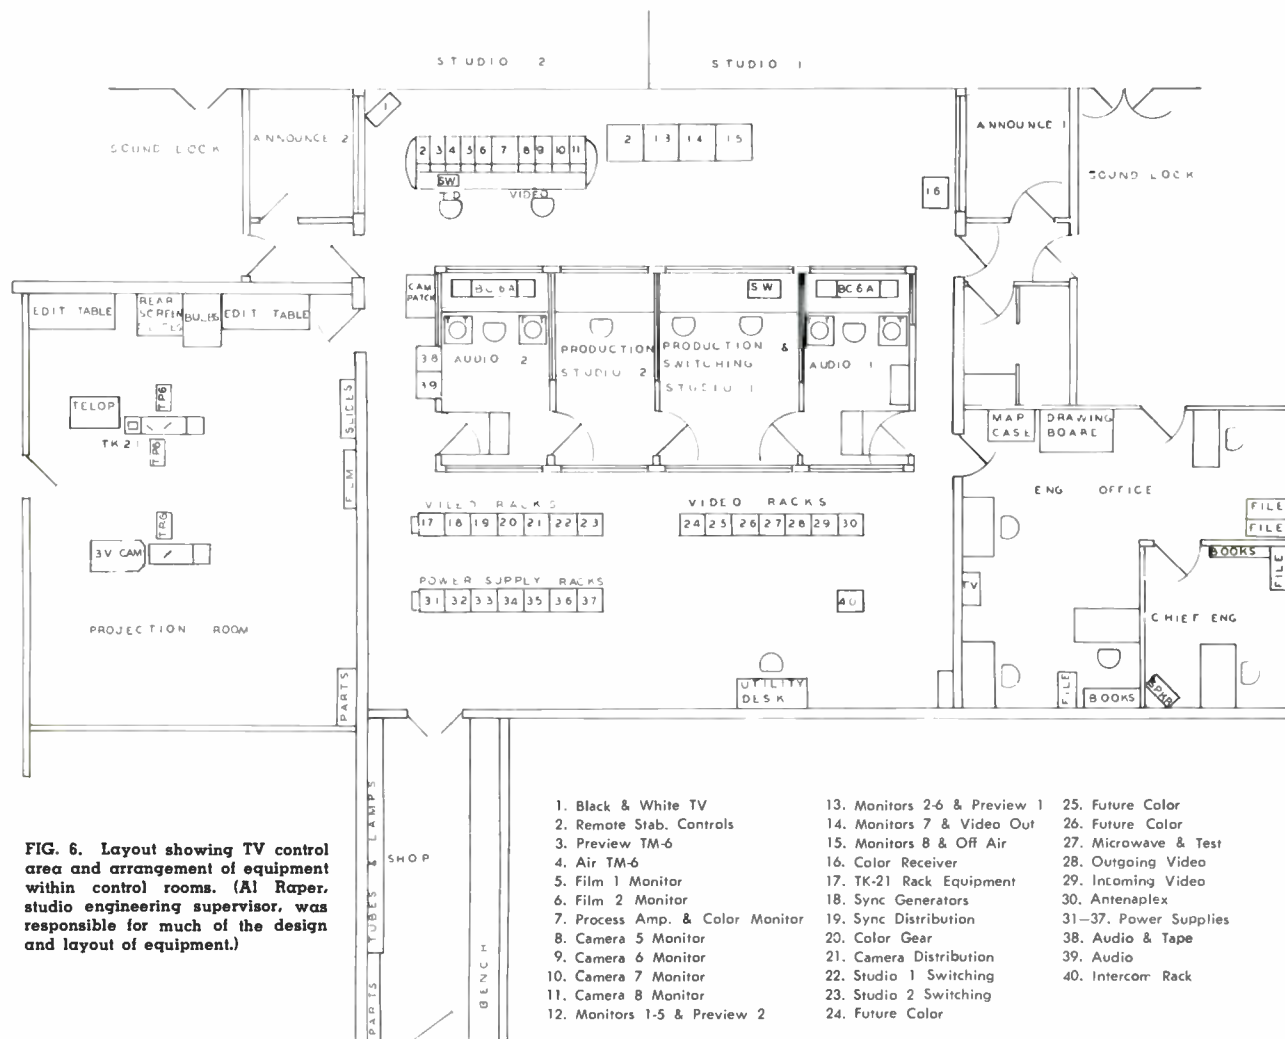 STUDIO 2
STUDIO 1
1
SOUND LOCK
ANNOUNCE 2
2 3 4 5 6 7 8 9 10 11
SW
T D
VIDEO
2 13 14 15
16
ANNOUNCE 1
SOUND LOCK
EDIT TABLE
REAR
SCREEN
BULBS
EDIT TABLE
CAM
PATCH
BC 6A
SW
BC6A
38
39
AUDIO 2
PRODUCTION
STUDIO 2
PRODUCTION &
SWITCHING
STUDIO 1
AUDIO 1
TELOP
TP6
TK21
TP6
SLICES
FILM
TP6
3V CAM
PROJECTION ROOM
PARTS
MAP
CASE
DRAWING
BOARD
ENG OFFICE
FILE
FILE
BOOKS
FILE
VIDEO RACKS
17 18 19 20 21 22 23
VIDEO RACKS
24 25 26 27 28 29 30
POWER SUPPLY RACKS
31 32 33 34 35 36 37
40
TV
CHIEF ENG
UTILITY
DESK
FILE
BOOKS
SPKR
TUBES & LAMPS
SHOP
BENCH
PARTS
FIG. 6. Layout showing TV control
area and arrangement of equipment
within control rooms. (Al Raper,
studio engineering supervisor, was
responsible for much of the design
and layout of equipment.)
1. Black & White TV
2. Remote Stab. Controls
3. Preview TM-6
4. Air TM-6
5. Film 1 Monitor
6. Film 2 Monitor
7. Process Amp. & Color Monitor
8. Camera 5 Monitor
9. Camera 6 Monitor
10. Camera 7 Monitor
11. Camera 8 Monitor
12. Monitors 1-5 & Preview 2
13. Monitors 2-6 & Preview 1
14. Monitors 7 & Video Out
15. Monitors 8 & Off Air
16. Color Receiver
17. TK-21 Rack Equipment
18. Sync Generators
19. Sync Distribution
20. Color Gear
21. Camera Distribution
22. Studio 1 Switching
23. Studio 2 Switching
24. Future Color
25. Future Color
26. Future Color
27. Microwave & Test
28. Outgoing Video
29. Incoming Video
30. Antenaplex
31–37. Power Supplies
38. Audio & Tape
39. Audio
40. Intercom Rack